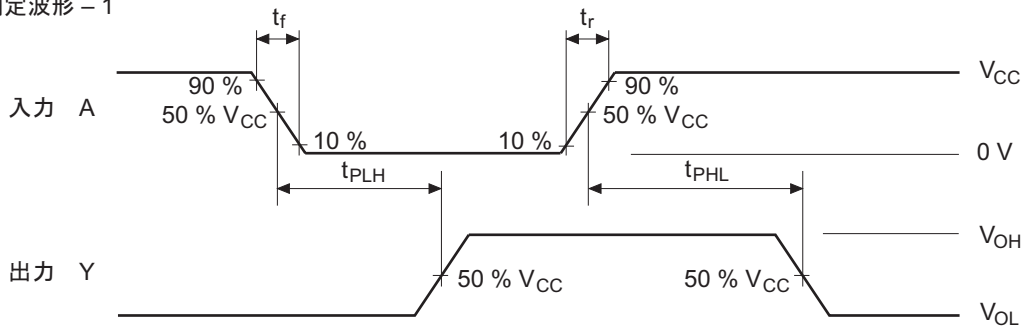 定波形 – 1
tf
tr
入力 A
90 %
50 % VCC
10 %
10 %
90 %
50 % VCC
VCC
0 V
tPLH
tPHL
出力 Y
50 % VCC
50 % VCC
VOH
VOL